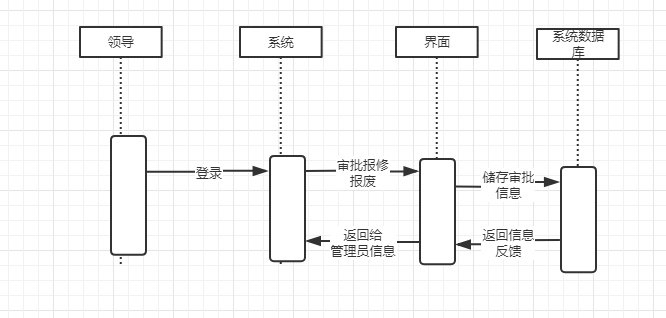 领导
系统
界面
系统数据
库
登录
审批报修
报废
储存审批
信息
返回给
管理员信息
返回信息
反馈